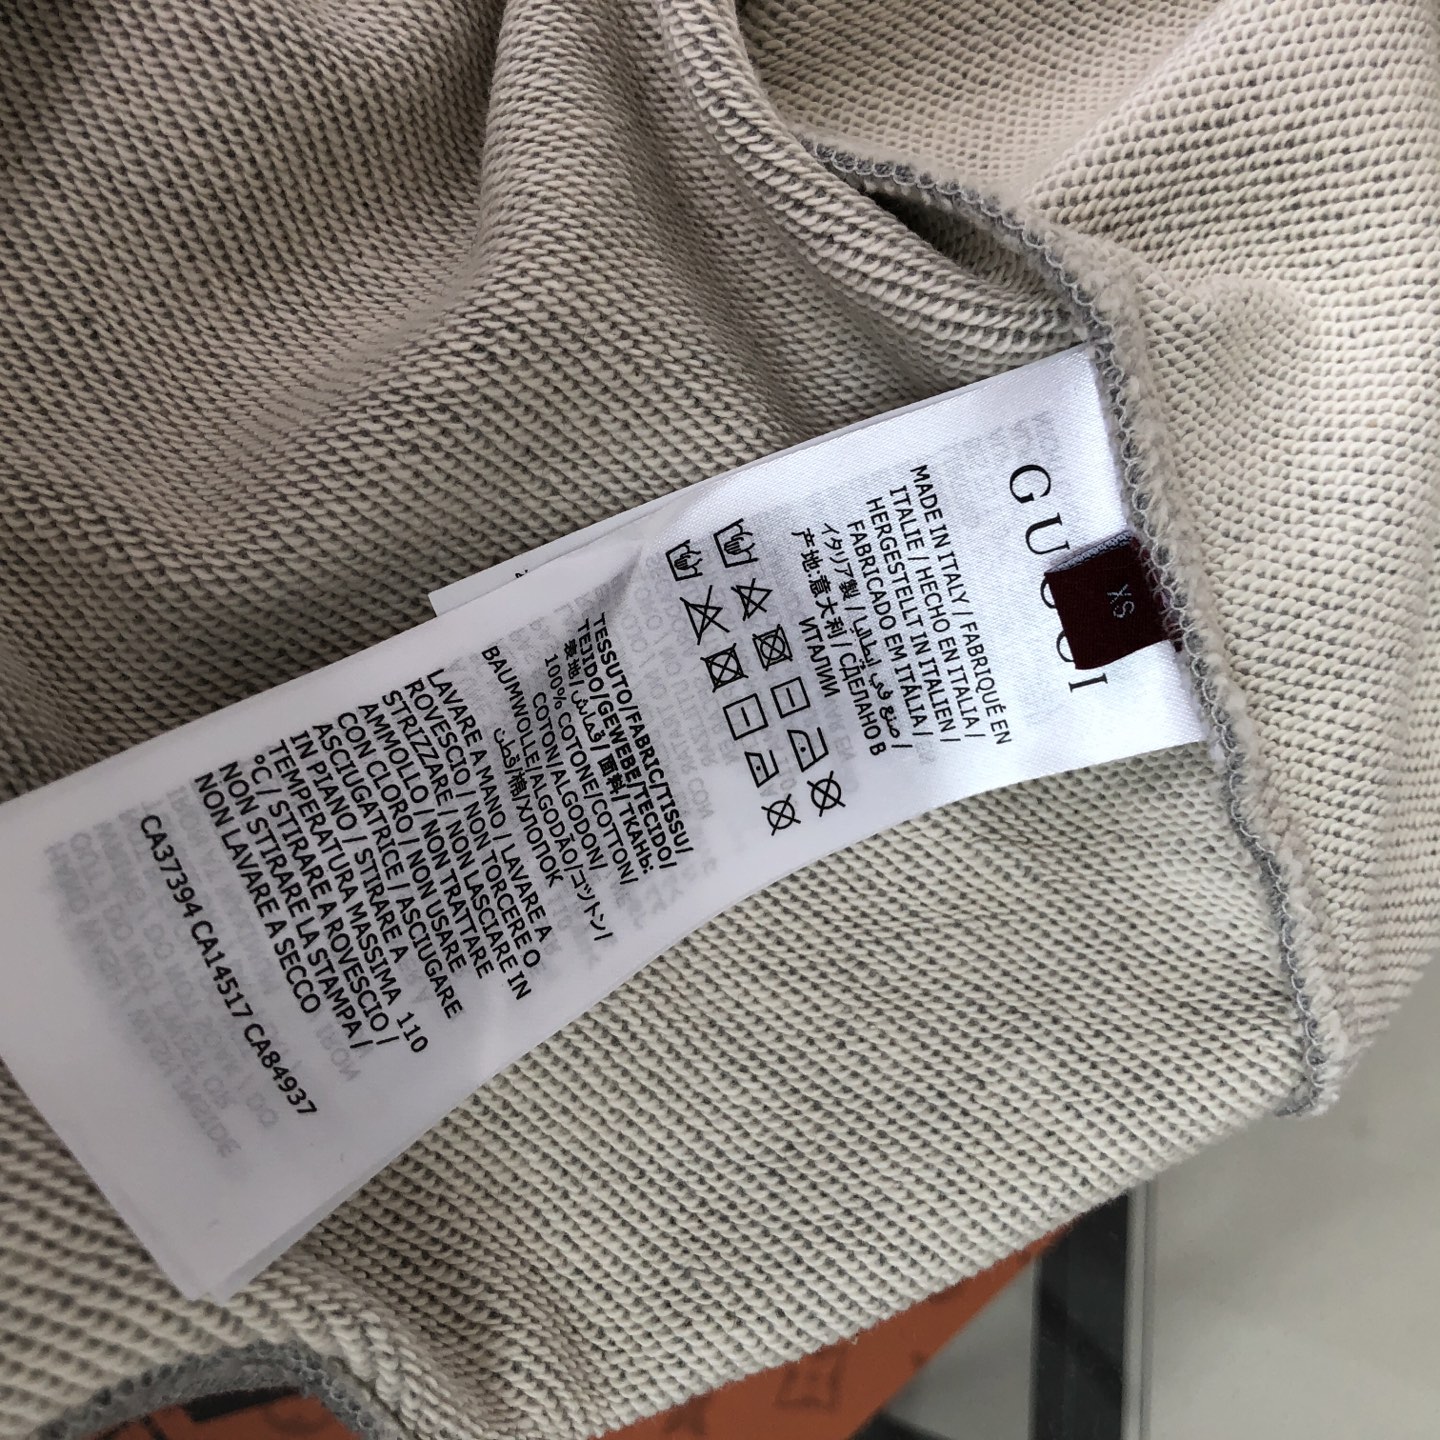 GUCCI
XS
MADE IN ITALY / FABRIQUÉ EN
ITALIE / HECHO EN ITALIA /
HERGESTELLT IN ITALIEN /
FABRICADO EM ITÁLIA /
イタリア製 / صنع في إيطاليا / СДЕЛАНО В
产地:意大利 / ИТАЛИИ
TESSUTO/FABRIC/TISSU/
TEJIDO/GEWEBE/TECIDO/
表地/قماش/面料/ТКАНЬ:
100% COTONE/COTTON/
COTON/ALGODON/
BAUMWOLLE/ALGODÃO/コットン/
قطن/棉/ХЛОПОК
LAVARE A MANO / LAVARE A
ROVESCIO / NON TORCERE O
STRIZZARE / NON LASCIARE IN
AMMOLLO / NON TRATTARE
CON CLORO / NON USARE
ASCIUGATRICE / ASCIUGARE
IN PIANO / STIRARE A
TEMPERATURA MASSIMA 110
°C / STIRARE A ROVESCIO /
NON STIRARE LA STAMPA /
NON LAVARE A SECCO
CA37394 CA14517 CA84937